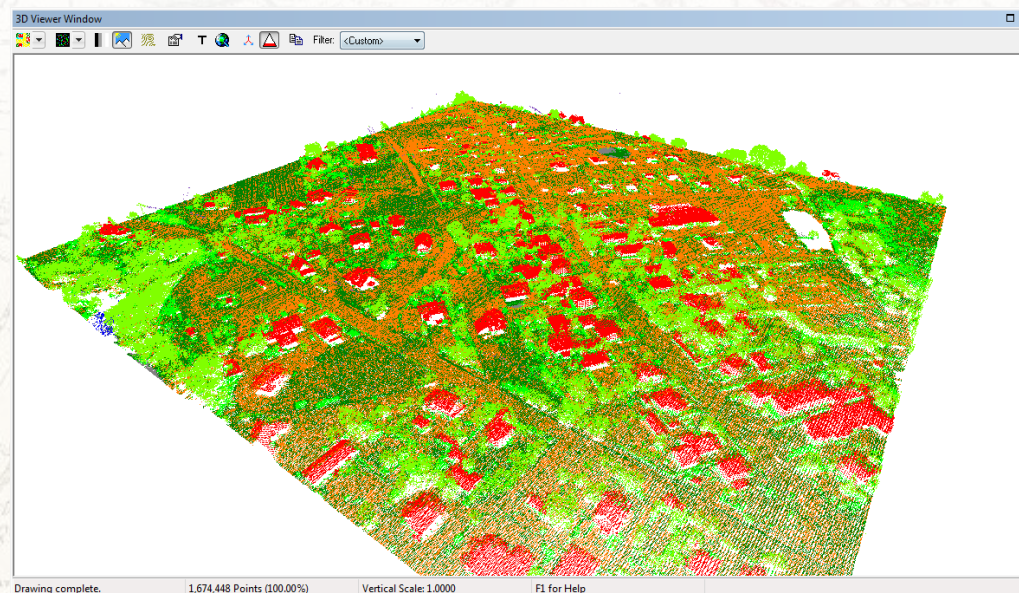 3D Viewer Window
T Filter: <Custom>
Drawing complete. 1,674,448 Points (100.00%) Vertical Scale: 1.0000 F1 for Help